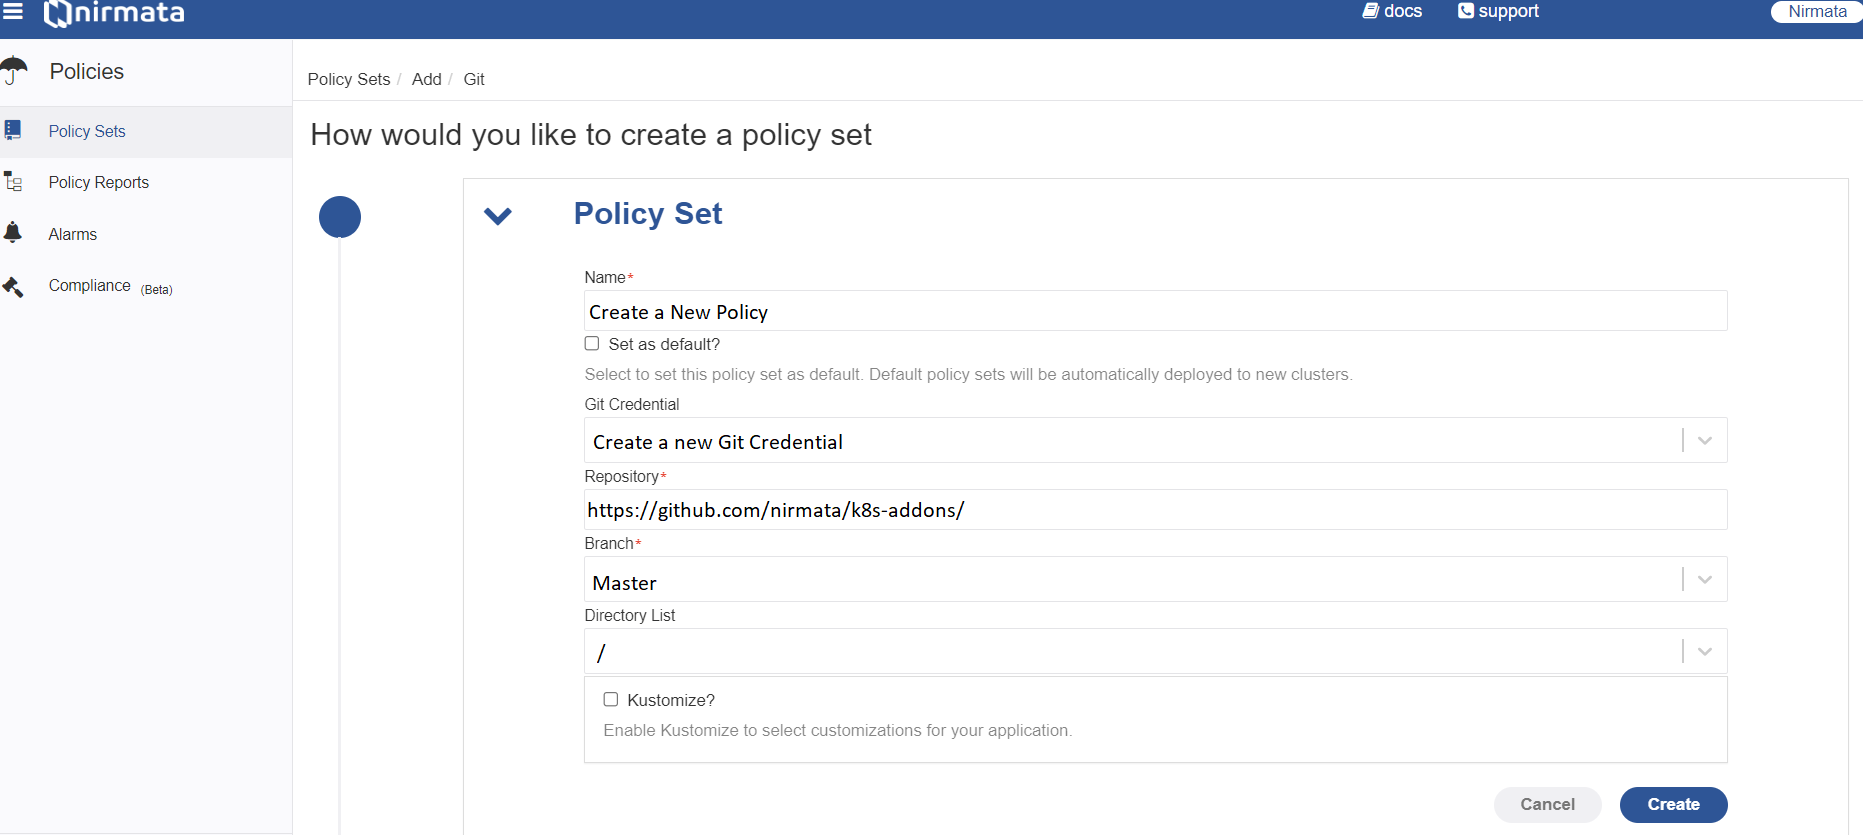 nirmata
docs
support
Nirmata
Policies
Policy Sets / Add / Git
Policy Sets
Policy Reports
Alarms
Compliance (Beta)
How would you like to create a policy set
Policy Set
Name*
Create a New Policy
Set as default?
Select to set this policy set as default. Default policy sets will be automatically deployed to new clusters.
Git Credential
Create a new Git Credential
Repository*
https://github.com/nirmata/k8s-addons/
Branch*
Master
Directory List
/
Kustomize?
Enable Kustomize to select customizations for your application.
Cancel
Create